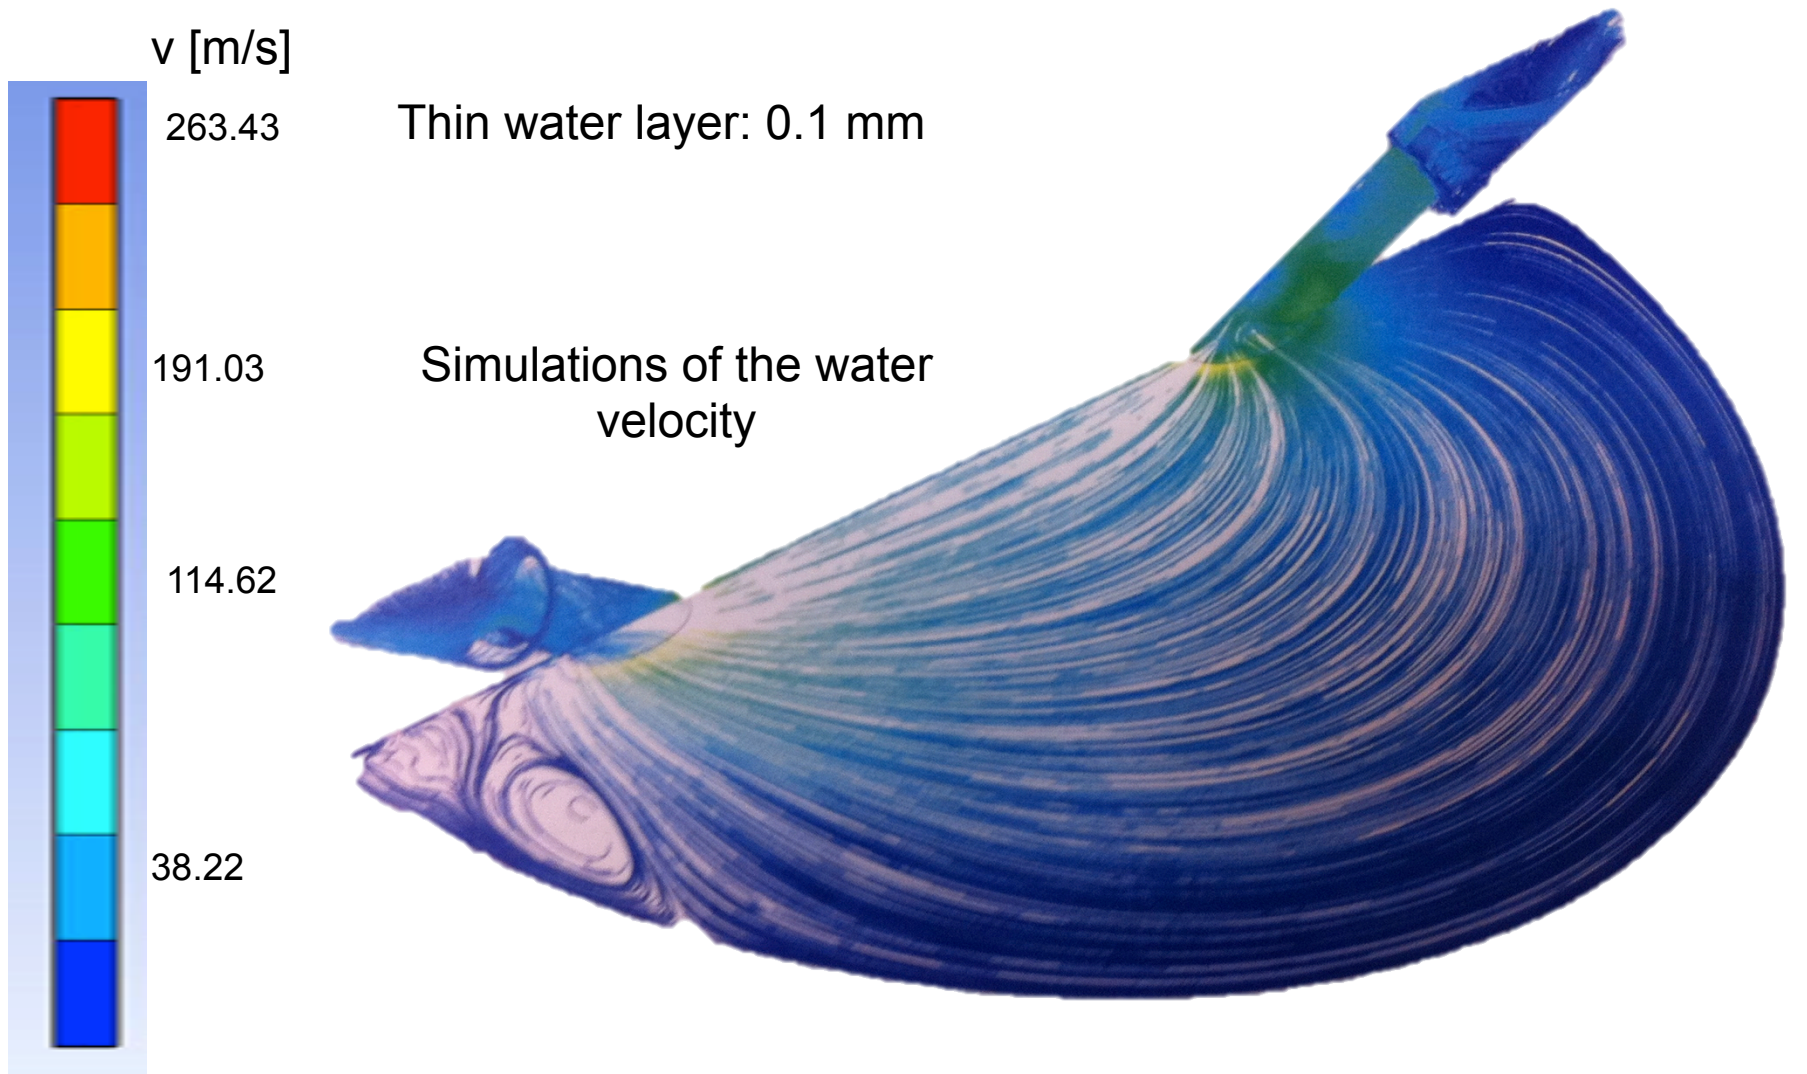 v [m/s]
263.43
Thin water layer: 0.1 mm
191.03
Simulations of the water
velocity
114.62
38.22